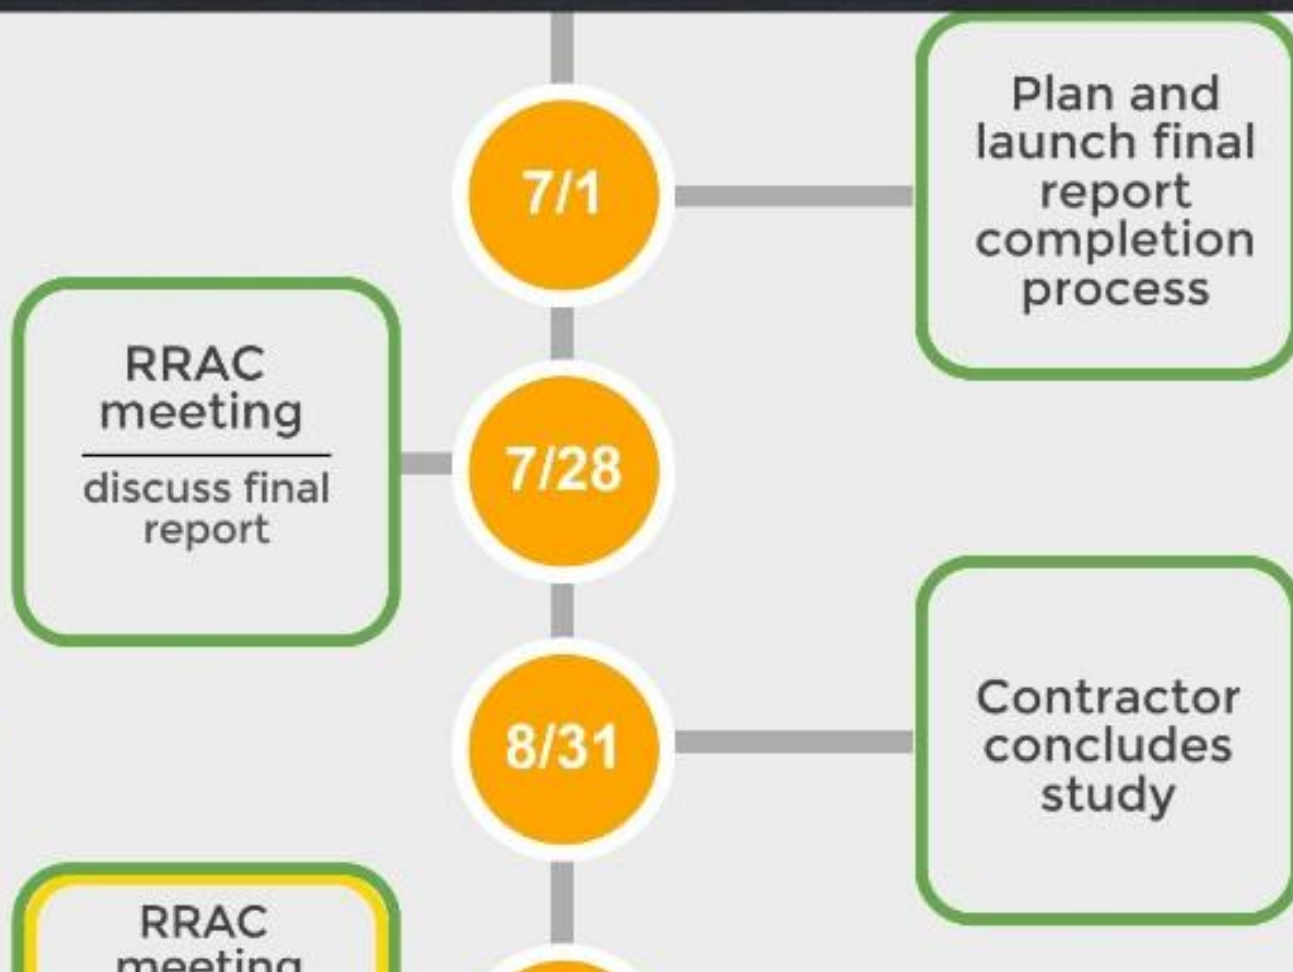 7/1
Plan and
launch final
report
completion
process
RRAC
meeting
discuss final
report
7/28
8/31
Contractor
concludes
study
RRAC
meeting